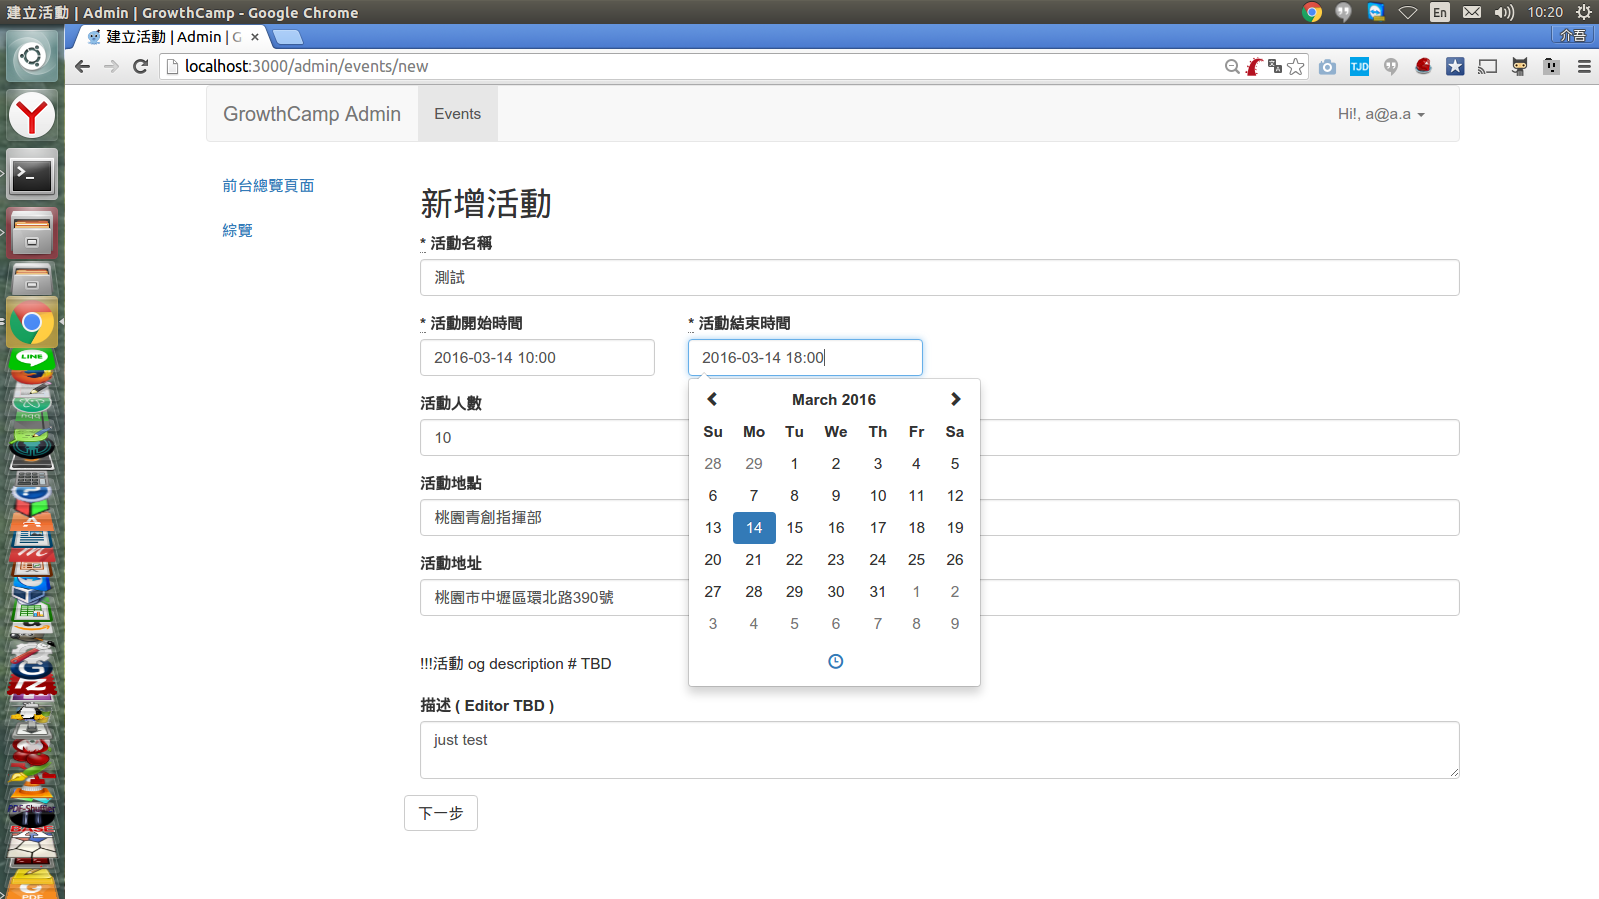 建立活動 | Admin | GrowthCamp - Google Chrome
En
10:20
建立活動 | Admin | G
介吾
localhost:3000/admin/events/new
TJD
GrowthCamp Admin
Events
Hi!, a@a.a
前台總覽頁面
綜覽
新增活動
* 活動名稱
測試
* 活動開始時間
* 活動結束時間
2016-03-14 10:00
2016-03-14 18:00
March 2016
Su Mo Tu We Th Fr Sa
28 29 1 2 3 4 5
6 7 8 9 10 11 12
13 14 15 16 17 18 19
20 21 22 23 24 25 26
27 28 29 30 31 1 2
3 4 5 6 7 8 9
活動人數
10
活動地點
桃園青創指揮部
活動地址
桃園市中壢區環北路390號
!!!活動 og description # TBD
描述 ( Editor TBD )
just test
下一步
LINE
PDF-Shuffler
BASE
PDF